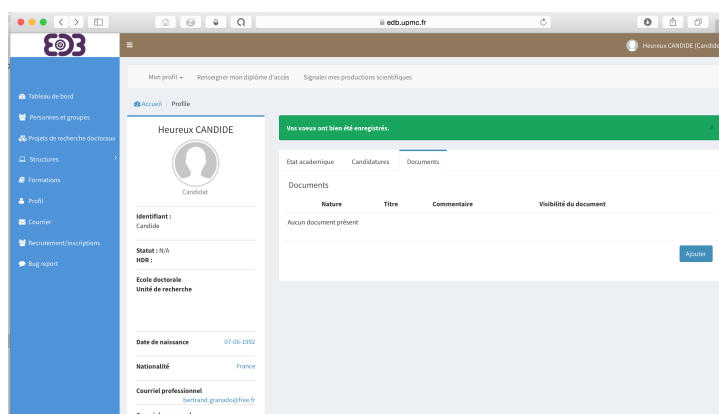 edb.upmc.fr
EDB
Heureux CANDIDE (Candide
Mon profil
Renseigner mon diplôme d'accès
Signaler mes productions scientifiques
Tableau de bord
Personnes et groupes
Projets de recherche doctoraux
Structures
Formations
Profil
Courrier
Recrutement/inscriptions
Bug report
Accueil / Profile
Heureux CANDIDE
Candidat
Identifiant :
Candide
Statut : N/A
HDR :
Ecole doctorale
Unité de recherche
Date de naissance 07-06-1992
Nationalité France
Courriel professionnel
bertrand.granado@free.fr
Vos voeux ont bien été enregistrés. ×
Etat academique Candidatures Documents
Documents
Nature Titre Commentaire Visibilité du document
Aucun document présent
Ajouter